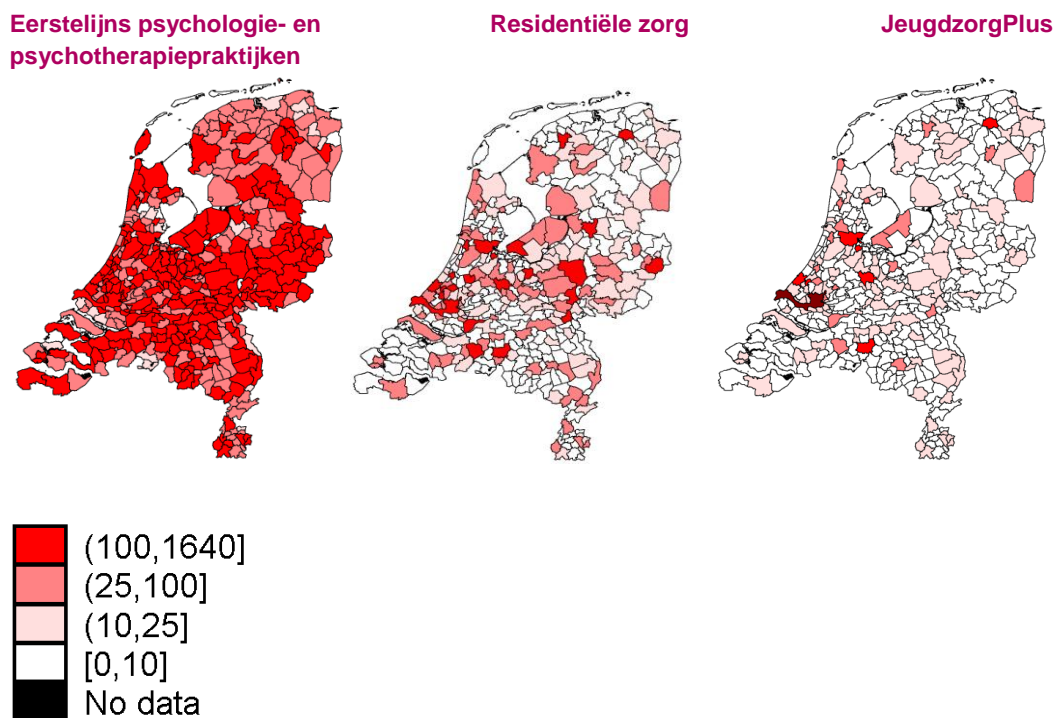 Eerstelijns psychologie- en
psychotherapiepraktijken
Residentiële zorg
JeugdzorgPlus
(100,1640]
(25,100]
(10,25]
[0,10]
No data